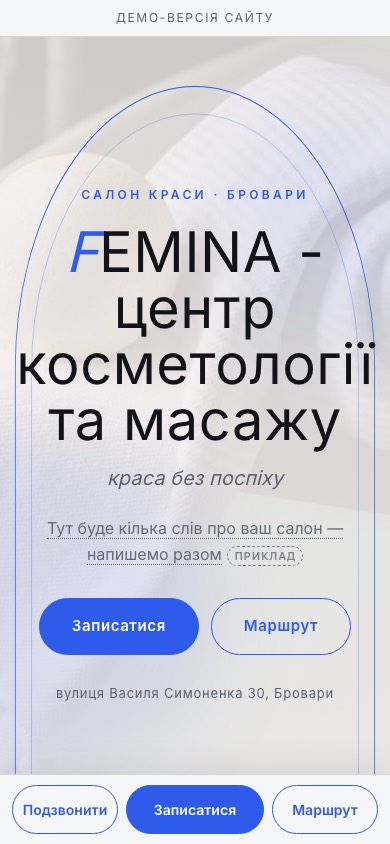 ДЕМО-ВЕРСІЯ САЙТУ
САЛОН КРАСИ · БРОВАРИ
FEMINA -
центр
косметології
та масажу
краса без поспіху
Тут буде кілька слів про ваш салон —
напишемо разом ПРИКЛАД
Записатися Маршрут
вулиця Василя Симоненка 30, Бровари
Подзвонити Записатися Маршрут